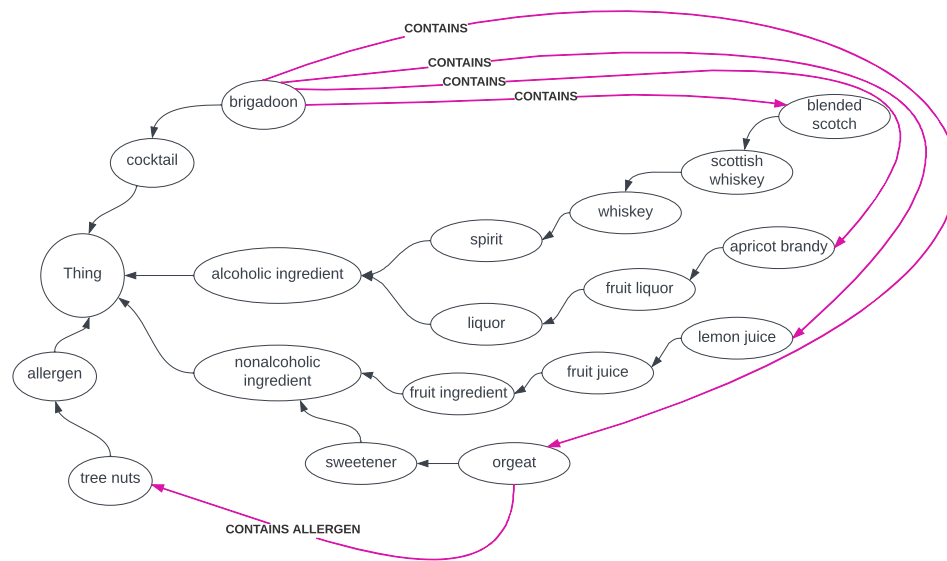 CONTAINS
CONTAINS
CONTAINS
CONTAINS
brigadoon
blended
scotch
cocktail
scottish
whiskey
whiskey
spirit
apricot brandy
Thing
alcoholic ingredient
fruit liquor
liquor
lemon juice
nonalcoholic
ingredient
fruit juice
allergen
fruit ingredient
sweetener
orgeat
tree nuts
CONTAINS ALLERGEN